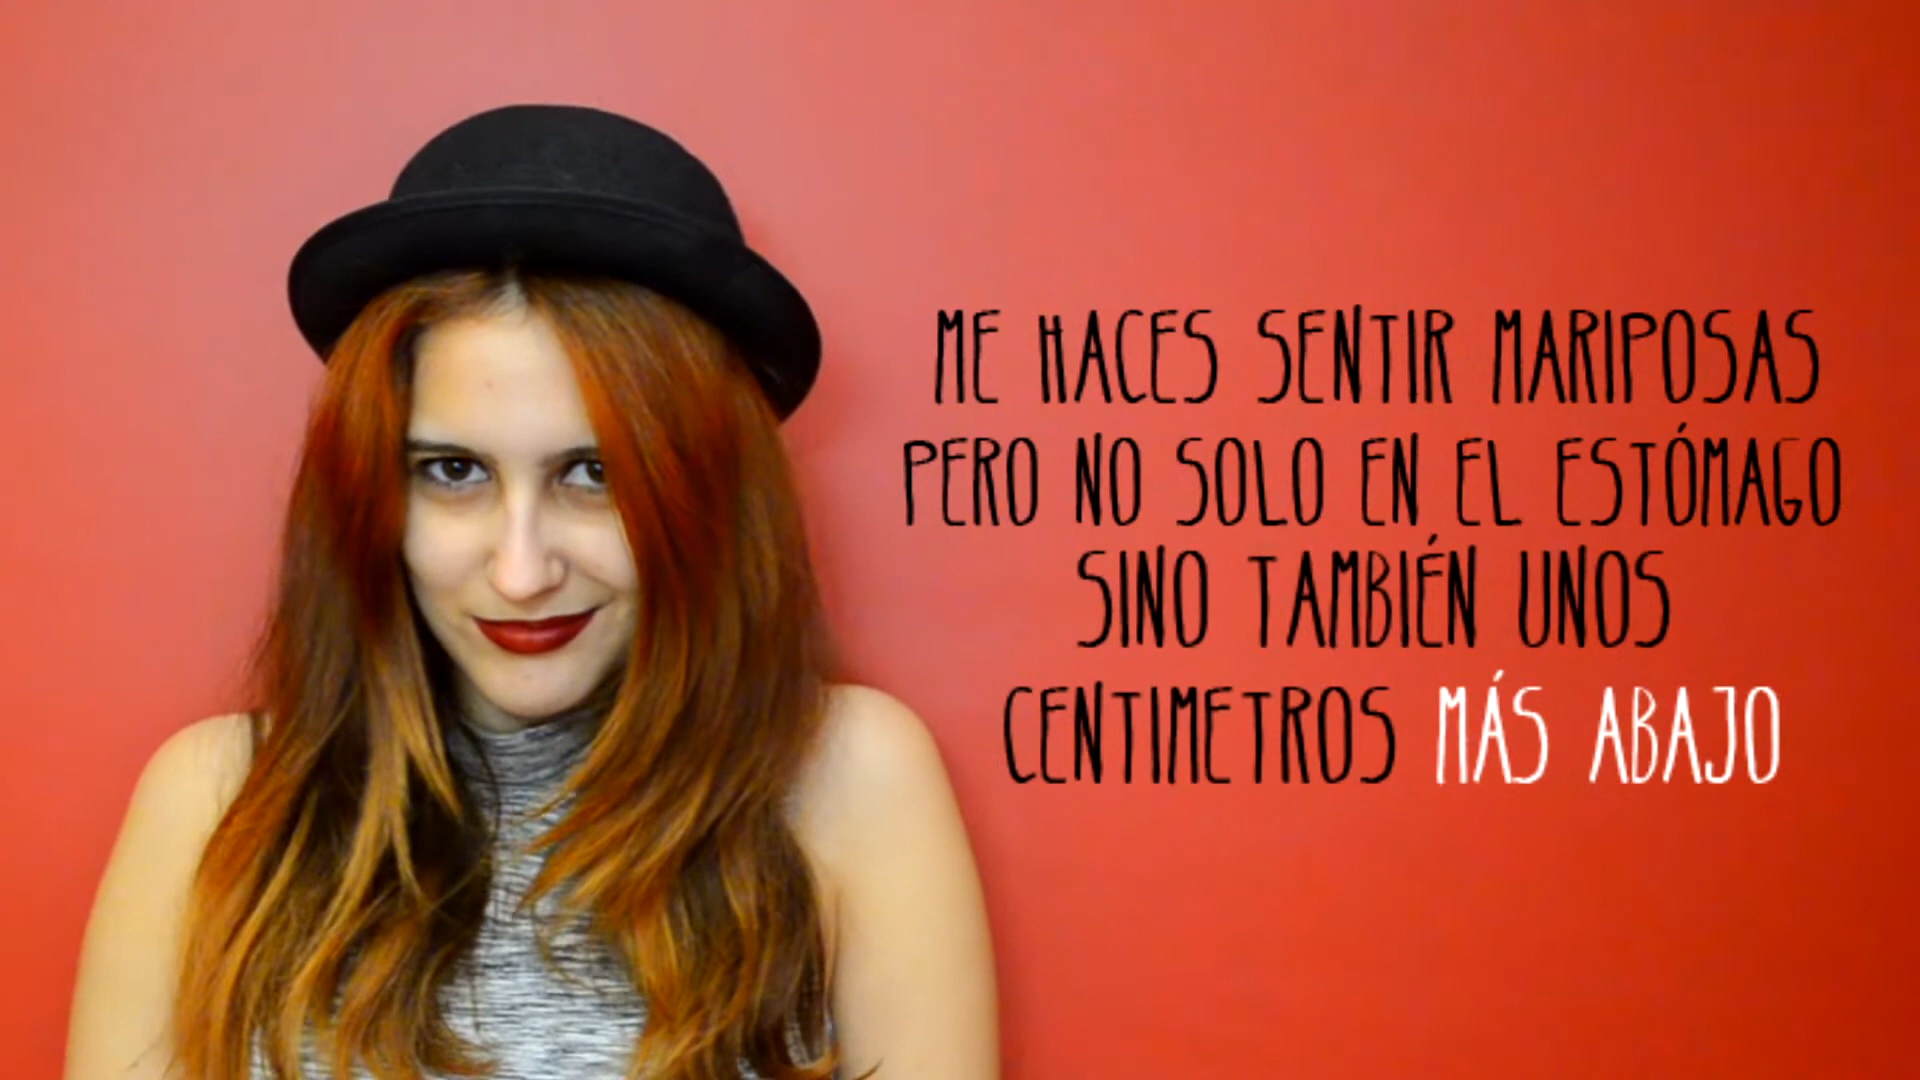 ME HACES SENTIR MARIPOSAS
PERO NO SOLO EN EL ESTÓMAGO
SINO TAMBIÉN UNOS
CENTIMETROS MÁS ABAJO